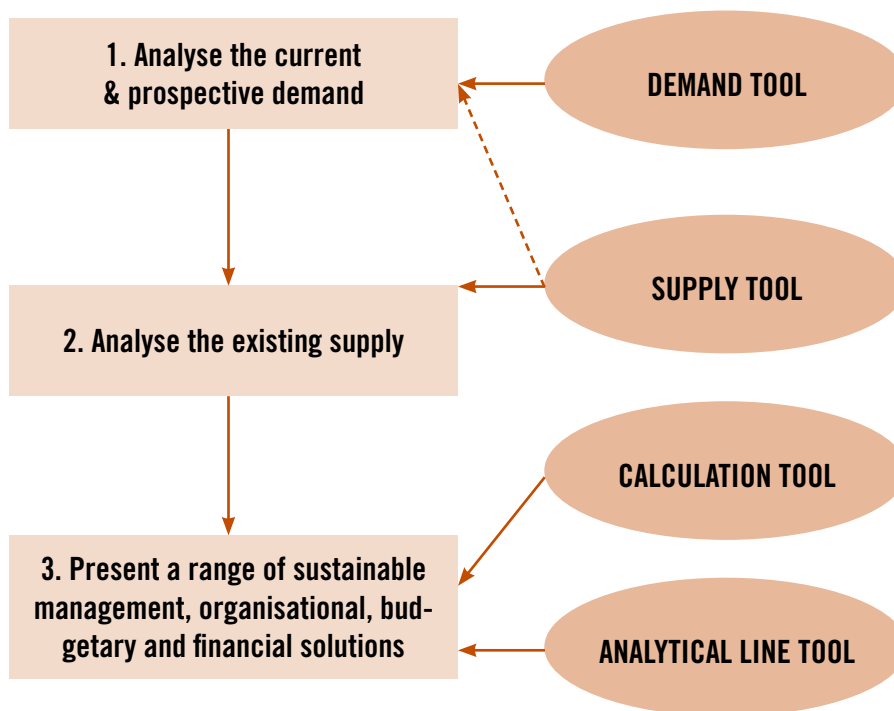 1. Analyse the current
& prospective demand
DEMAND TOOL
SUPPLY TOOL
2. Analyse the existing supply
CALCULATION TOOL
3. Present a range of sustainable
management, organisational, bud-
getary and financial solutions
ANALYTICAL LINE TOOL